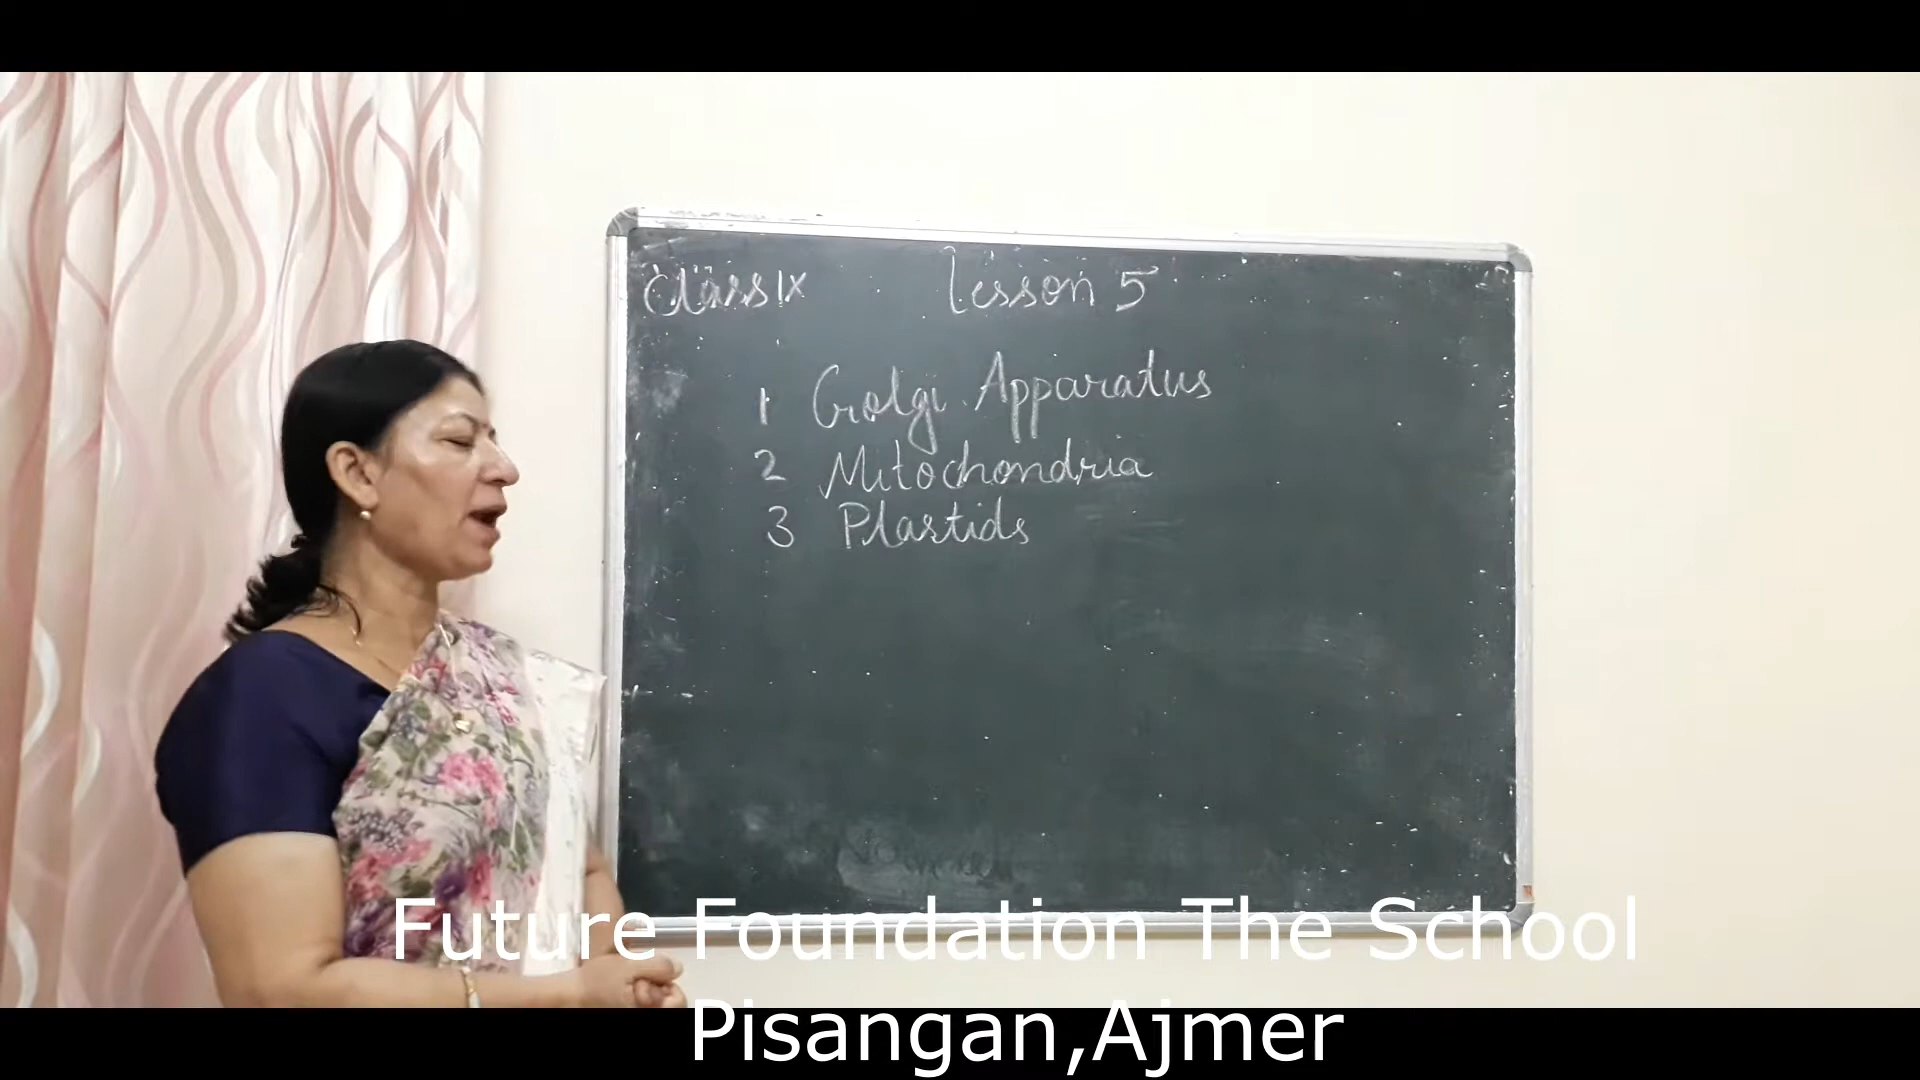 Class IX Lesson 5
1 Golgi Apparatus
2 Mitochondria
3 Plastids
Future Foundation The School
Pisangan,Ajmer